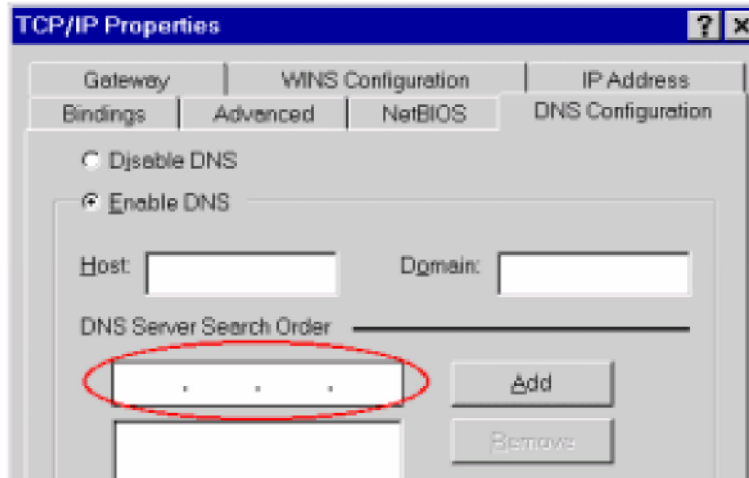 TCP/IP Properties ? ×
Gateway WINS Configuration IP Address
Bindings Advanced NetBIOS DNS Configuration
Disable DNS
Enable DNS
Host: Domain:
DNS Server Search Order
. . .
Add
Remove